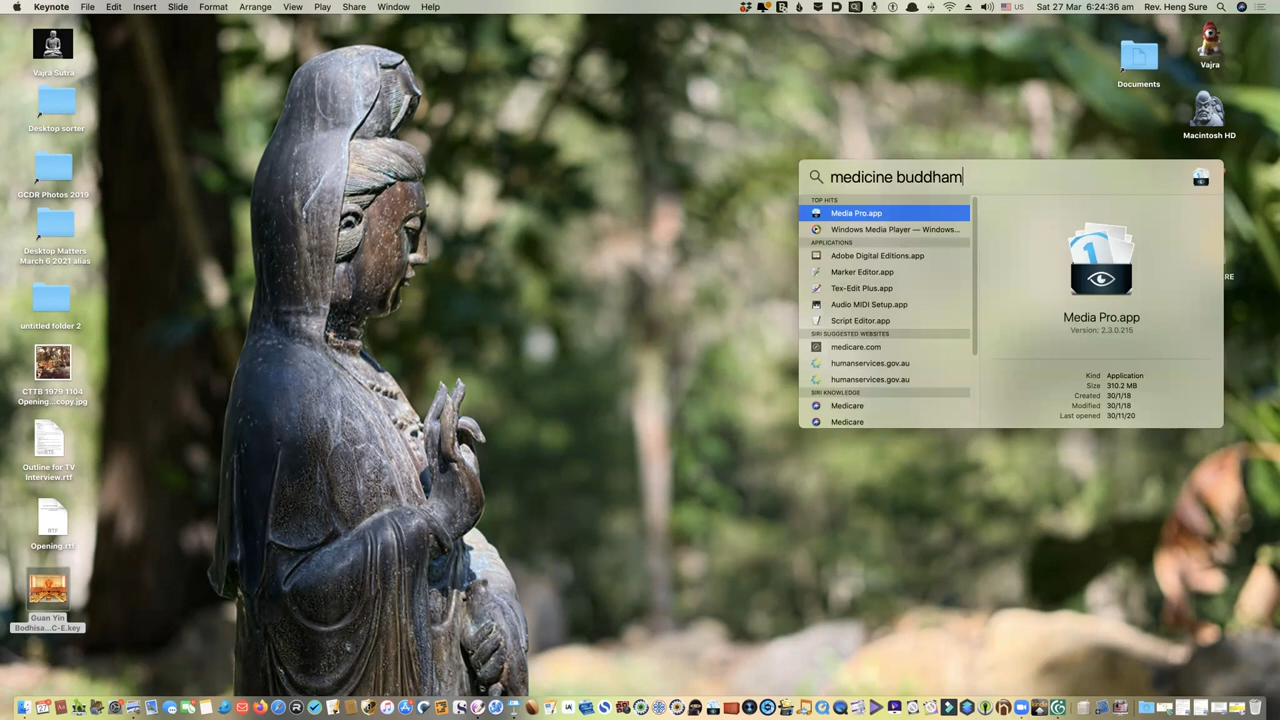 Keynote File Edit Insert Slide Format Arrange View Play Share Window Help
US Sat 27 Mar 6:24:36 am Rev. Heng Sure
Vajra Sutra
Desktop sorter
GCDR Photos 2019
Desktop Matters
March 6 2021 alias
untitled folder 2
CTTB 1979 1104
Opening...copy.jpg
Outline for TV
Interview.rtf
RTF
Opening.rtf
Guan Yin
Bodhisa...C-E.key
Documents
Vajra
Macintosh HD
RE
medicine buddham
TOP HITS
Media Pro.app
Windows Media Player — Windows...
APPLICATIONS
Adobe Digital Editions.app
Marker Editor.app
Tex-Edit Plus.app
Audio MIDI Setup.app
Script Editor.app
SIRI SUGGESTED WEBSITES
medicare.com
humanservices.gov.au
humanservices.gov.au
SIRI KNOWLEDGE
Medicare
Medicare
1
Media Pro.app
Version: 2.3.0.215
Kind Application
Size 310.2 MB
Created 30/1/18
Modified 30/1/18
Last opened 30/11/20